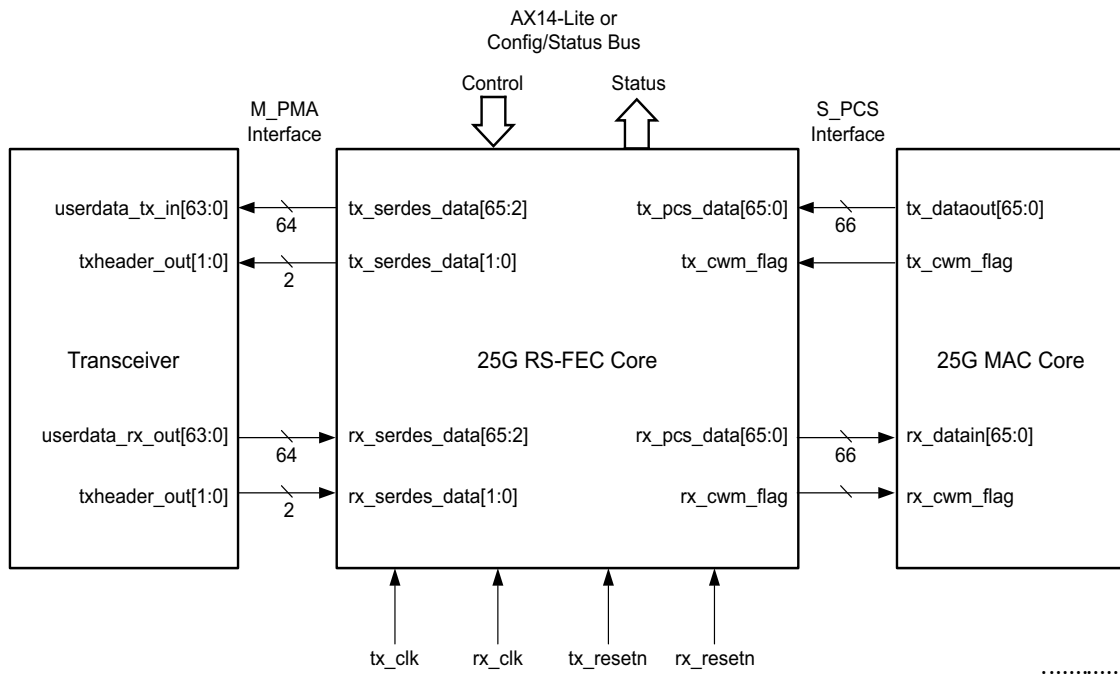 AX14-Lite or
Config/Status Bus
Control
Status
M_PMA
Interface
S_PCS
Interface
userdata_tx_in[63:0]
64
tx_serdes_data[65:2]
tx_pcs_data[65:0]
66
tx_dataout[65:0]
txheader_out[1:0]
2
tx_serdes_data[1:0]
tx_cwm_flag
tx_cwm_flag
Transceiver
25G RS-FEC Core
25G MAC Core
userdata_rx_out[63:0]
64
rx_serdes_data[65:2]
rx_pcs_data[65:0]
66
rx_datain[65:0]
txheader_out[1:0]
2
rx_serdes_data[1:0]
rx_cwm_flag
rx_cwm_flag
tx_clk
rx_clk
tx_resetn
rx_resetn